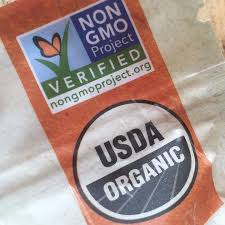 NON
GMO
Project
VERIFIED
nongmoproject.org
USDA
ORGANIC